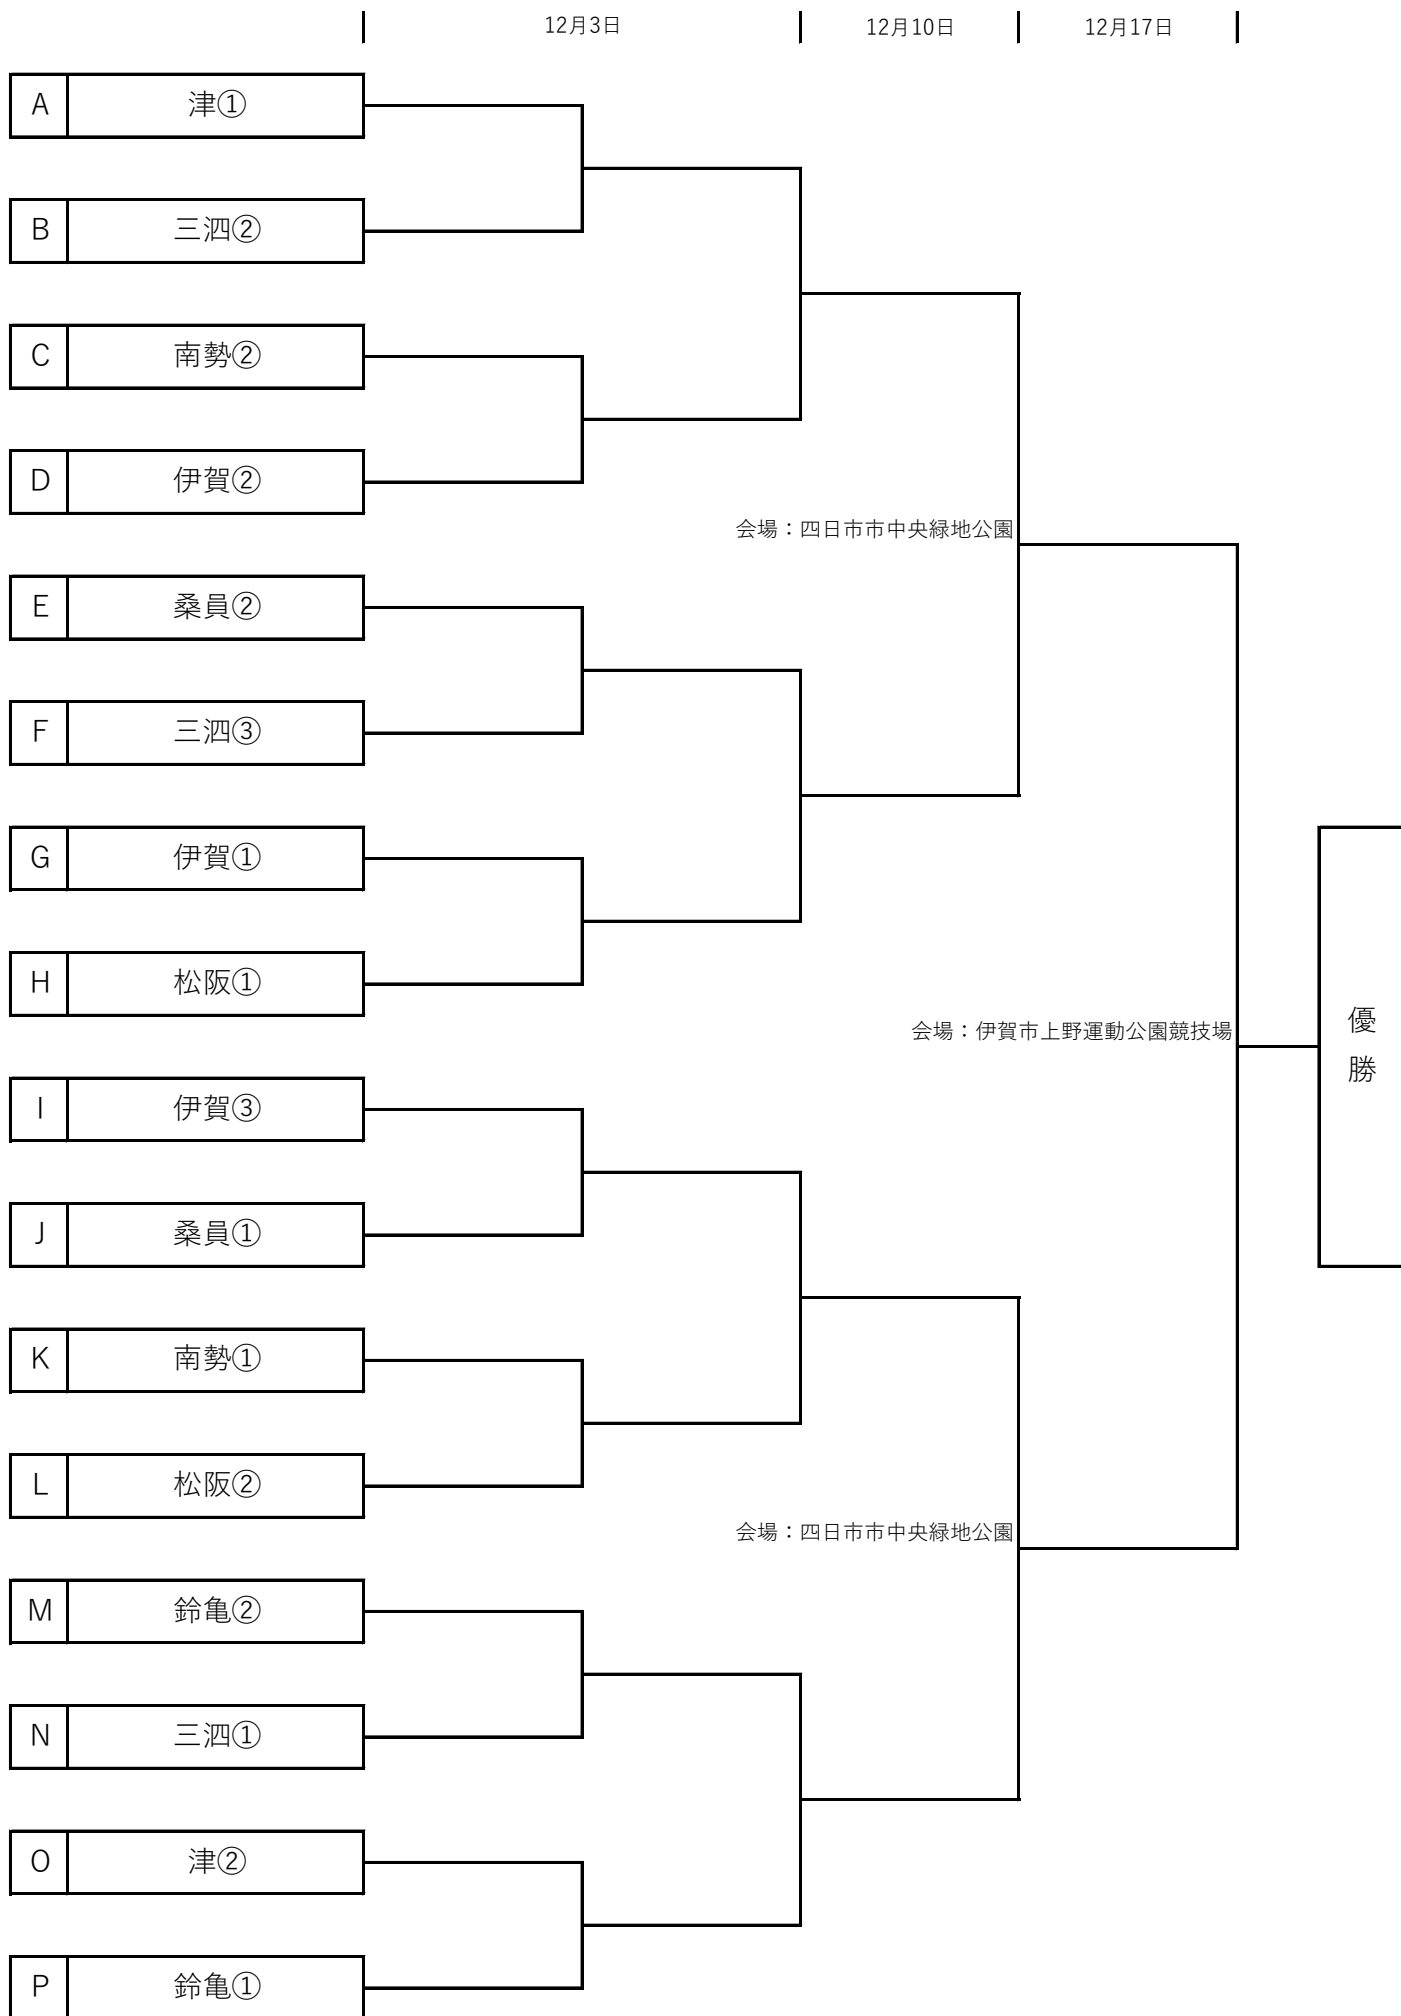 12月3日 12月10日 12月17日
A 津①
B 三泗②
C 南勢②
D 伊賀②
会場：四日市市中央緑地公園
E 桑員②
F 三泗③
G 伊賀①
H 松阪①
会場：伊賀市上野運動公園競技場
優
勝
I 伊賀③
J 桑員①
K 南勢①
L 松阪②
会場：四日市市中央緑地公園
M 鈴亀②
N 三泗①
O 津②
P 鈴亀①